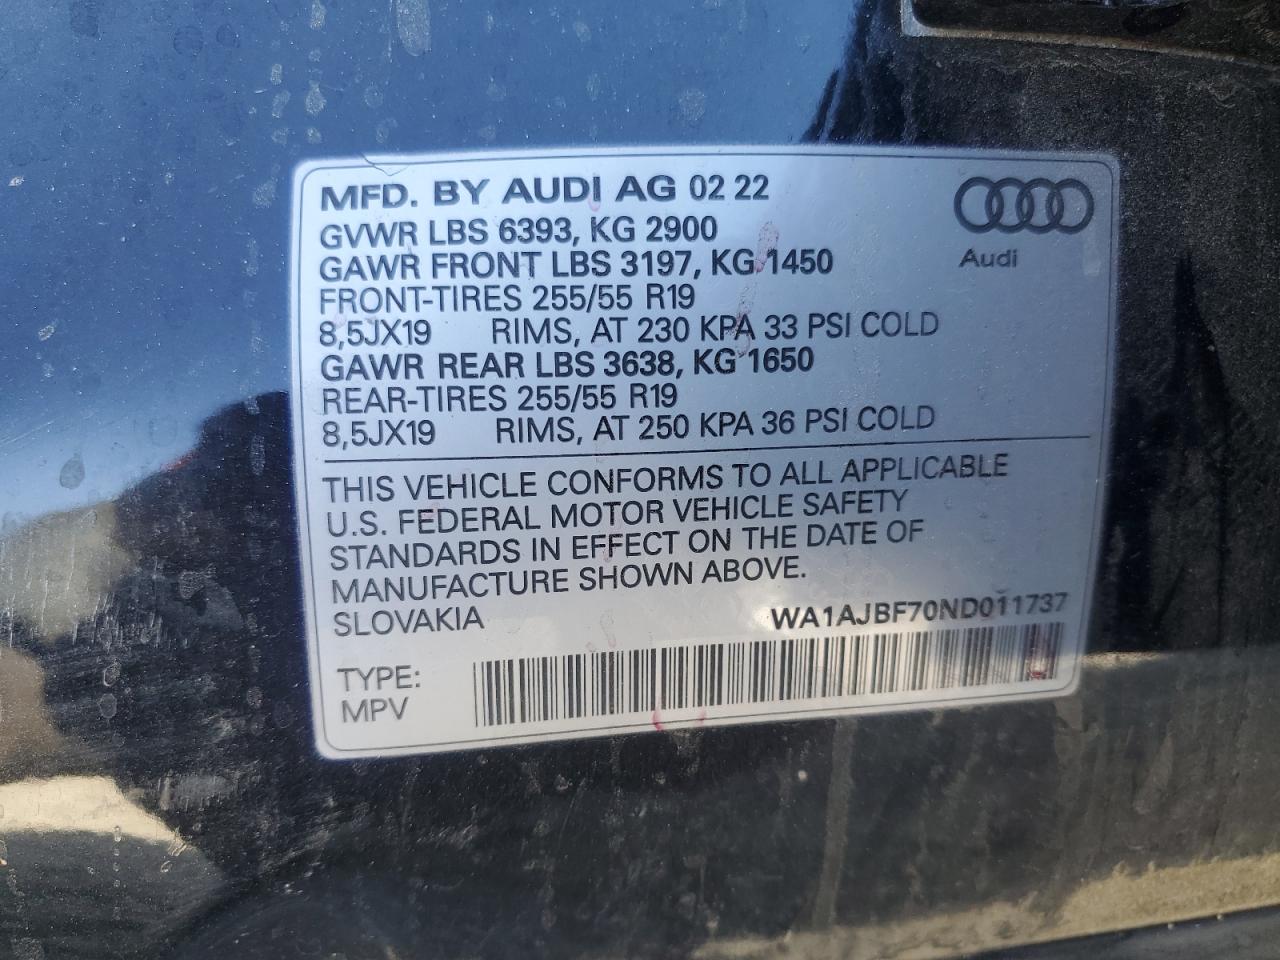 MFD. BY AUDI AG 02 22
GVWR LBS 6393, KG 2900
GAWR FRONT LBS 3197, KG 1450
FRONT-TIRES 255/55 R19
8,5JX19 RIMS, AT 230 KPA 33 PSI COLD
GAWR REAR LBS 3638, KG 1650
REAR-TIRES 255/55 R19
8,5JX19 RIMS, AT 250 KPA 36 PSI COLD
Audi
THIS VEHICLE CONFORMS TO ALL APPLICABLE
U.S. FEDERAL MOTOR VEHICLE SAFETY
STANDARDS IN EFFECT ON THE DATE OF
MANUFACTURE SHOWN ABOVE.
SLOVAKIA WA1AJBF70ND011737
TYPE:
MPV